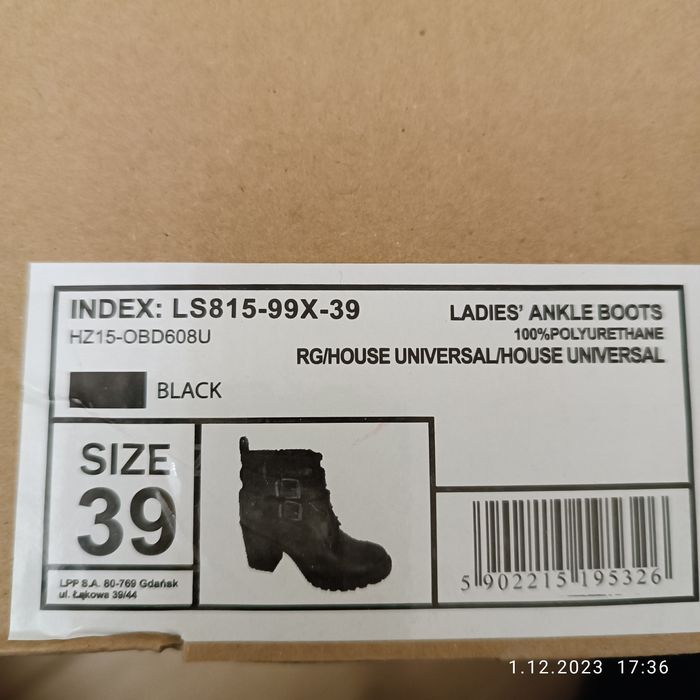 INDEX: LS815-99X-39
HZ15-OBD608U
LADIES' ANKLE BOOTS
100%POLYURETHANE
RG/HOUSE UNIVERSAL/HOUSE UNIVERSAL
BLACK
SIZE
39
LPP S.A. 80-769 Gdańsk
ul. Łąkowa 39/44
5 902215 195326
1.12.2023 17:36